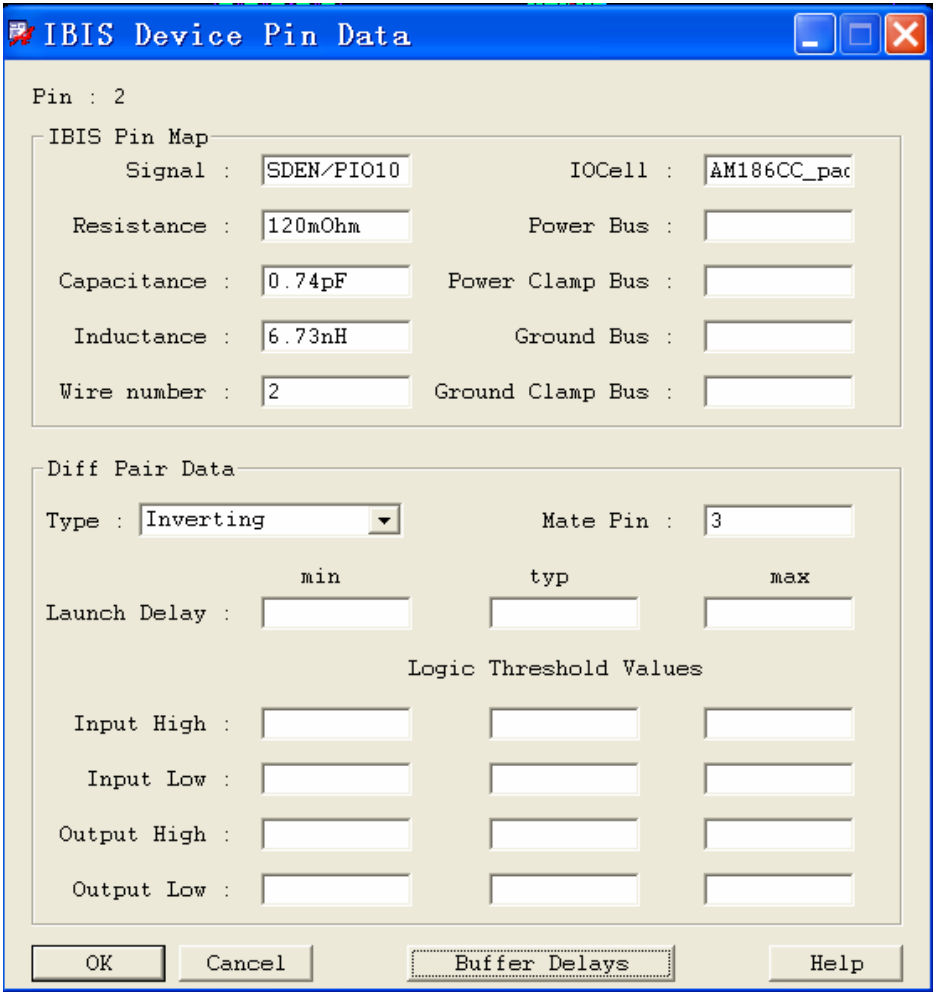 IBIS Device Pin Data
Pin : 2
IBIS Pin Map
Signal : SDEN/PIO10 IOCell : AM186CC_pad
Resistance : 120mOhm Power Bus :
Capacitance : 0.74pF Power Clamp Bus :
Inductance : 6.73nH Ground Bus :
Wire number : 2 Ground Clamp Bus :
Diff Pair Data
Type : Inverting Mate Pin : 3
min typ max
Launch Delay :
Logic Threshold Values
Input High :
Input Low :
Output High :
Output Low :
OK Cancel Buffer Delays Help